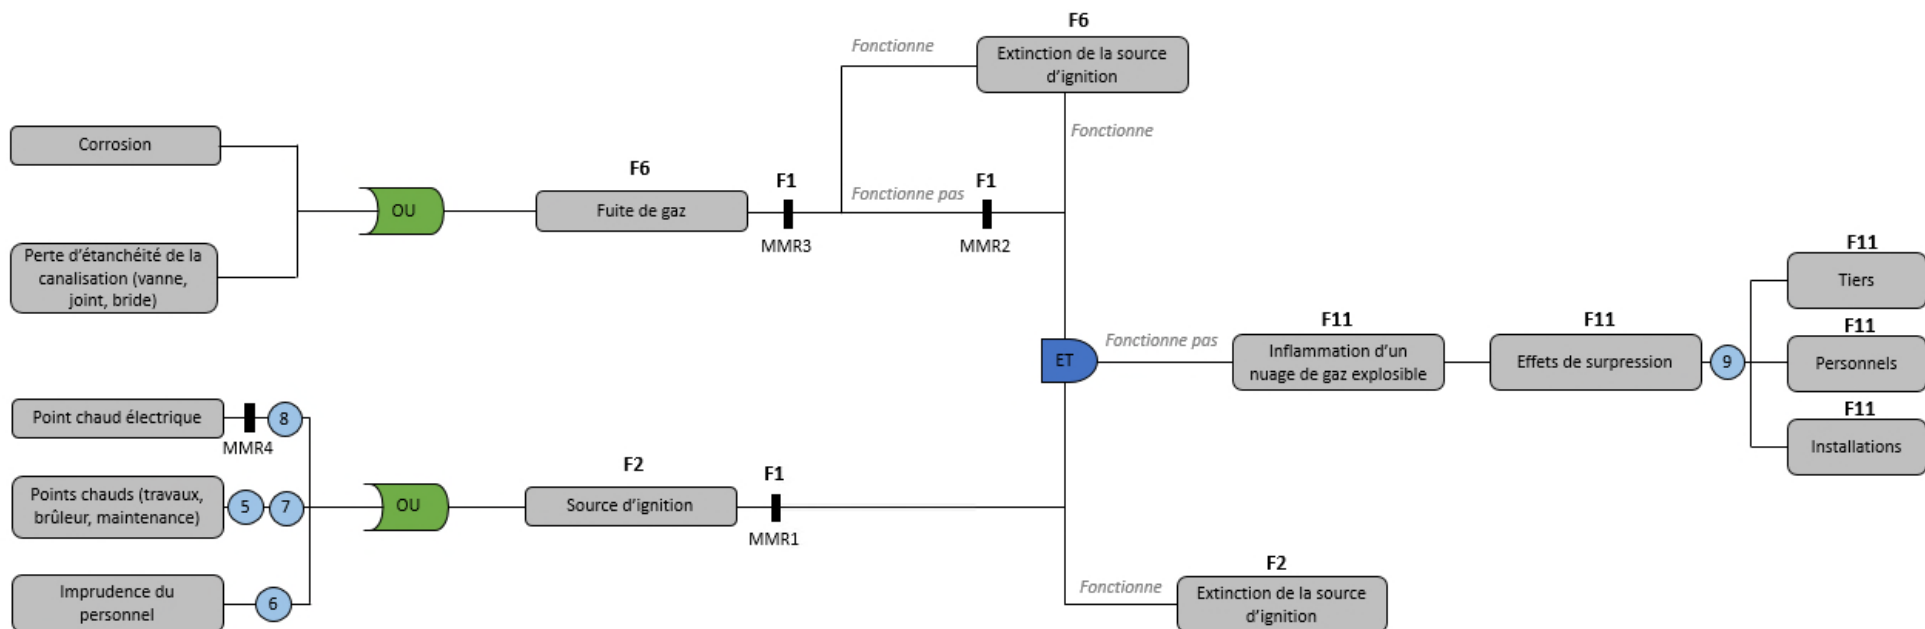 F6
Fonctionne
Extinction de la source
d'ignition
Corrosion
Fonctionne
F6
F1
Fonctionne pas
F1
OU
Fuite de gaz
MMR3
MMR2
Perte d'étanchéité de la
canalisation (vanne,
joint, bride)
F11
Tiers
F11
F11
F11
ET
Fonctionne pas
Inflammation d'un
nuage de gaz explosible
Effets de surpression
9
Personnels
F11
Installations
Point chaud électrique
8
MMR4
F2
F1
Points chauds (travaux,
brûleur, maintenance)
5
7
OU
Source d'ignition
MMR1
F2
Imprudence du
personnel
6
Fonctionne
Extinction de la source
d'ignition